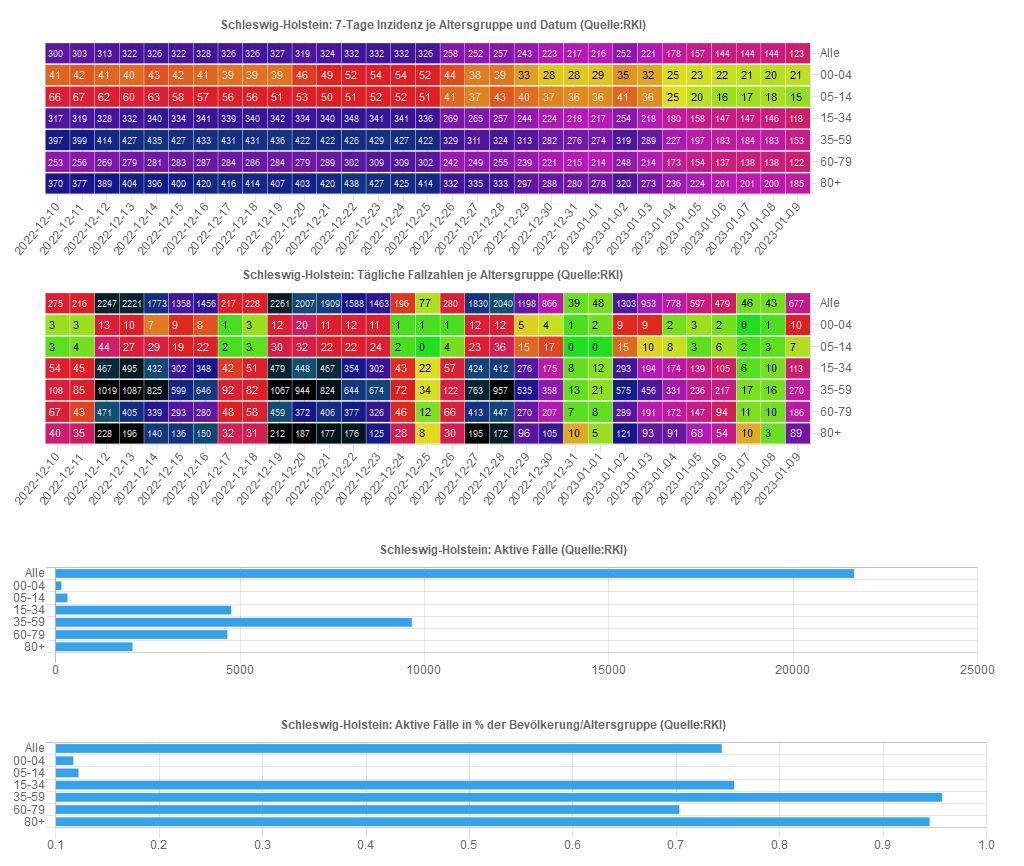 Schleswig-Holstein: 7-Tage Inzidenz je Altersgruppe und Datum (Quelle:RKI)
300 303 313 322 326 322 328 326 326 327 319 324 332 332 332 326 258 252 257 243 223 217 216 252 221 178 157 144 144 144 123 Alle
41 42 41 40 43 42 41 39 39 39 46 49 52 54 54 52 44 38 39 33 28 28 29 35 32 25 23 22 21 20 21 00-04
66 67 62 60 63 58 57 56 56 51 53 50 51 52 52 51 41 37 43 40 37 36 36 41 36 25 20 16 17 18 15 05-14
317 319 328 332 340 334 341 339 340 342 334 340 348 341 341 336 269 265 257 244 224 218 217 254 218 180 158 147 147 146 118 15-34
397 399 414 427 435 427 433 431 431 436 422 422 426 429 427 422 329 311 324 313 282 276 274 319 289 227 197 183 184 183 153 35-59
253 256 269 279 281 283 287 286 284 284 279 289 302 309 309 302 242 249 255 239 221 215 214 248 214 173 154 137 138 138 122 60-79
370 377 389 404 396 400 420 416 414 407 403 420 438 427 425 414 332 335 333 297 288 280 278 320 273 236 224 201 201 200 185 80+
2022-12-10 2022-12-11 2022-12-12 2022-12-13 2022-12-14 2022-12-15 2022-12-16 2022-12-17 2022-12-18 2022-12-19 2022-12-20 2022-12-21 2022-12-22 2022-12-23 2022-12-24 2022-12-25 2022-12-26 2022-12-27 2022-12-28 2022-12-29 2022-12-30 2022-12-31 2023-01-01 2023-01-02 2023-01-03 2023-01-04 2023-01-05 2023-01-06 2023-01-07 2023-01-08 2023-01-09
Schleswig-Holstein: Tägliche Fallzahlen je Altersgruppe (Quelle:RKI)
275 216 2247 2221 1773 1358 1456 217 228 2261 2007 1909 1588 1463 196 77 280 1830 2040 1198 866 39 48 1303 953 778 597 479 46 43 677 Alle
3 3 13 10 7 9 8 1 3 12 20 11 12 11 1 1 1 12 12 5 4 1 2 9 9 2 3 2 0 1 10 00-04
3 4 44 27 29 19 22 2 3 30 32 22 22 24 2 0 4 23 36 15 17 0 0 15 10 8 3 6 2 3 7 05-14
54 45 467 495 432 302 348 42 51 479 448 467 354 302 43 22 57 424 412 276 175 8 12 293 194 174 139 105 6 10 113 15-34
108 85 1019 1087 825 599 646 92 82 1067 944 824 644 674 72 34 122 763 957 535 358 13 21 575 456 331 236 217 17 16 270 35-59
67 43 471 405 339 293 280 48 58 459 372 406 377 326 46 12 66 413 447 270 207 7 8 289 191 172 147 94 11 10 186 60-79
40 35 228 196 140 136 150 32 31 212 187 177 176 125 28 8 30 195 172 96 105 10 5 121 93 91 68 54 10 3 89 80+
2022-12-10 2022-12-11 2022-12-12 2022-12-13 2022-12-14 2022-12-15 2022-12-16 2022-12-17 2022-12-18 2022-12-19 2022-12-20 2022-12-21 2022-12-22 2022-12-23 2022-12-24 2022-12-25 2022-12-26 2022-12-27 2022-12-28 2022-12-29 2022-12-30 2022-12-31 2023-01-01 2023-01-02 2023-01-03 2023-01-04 2023-01-05 2023-01-06 2023-01-07 2023-01-08 2023-01-09
Schleswig-Holstein: Aktive Fälle (Quelle:RKI)
Alle
00-04
05-14
15-34
35-59
60-79
80+
0 5000 10000 15000 20000 25000
Schleswig-Holstein: Aktive Fälle in % der Bevölkerung/Altersgruppe (Quelle:RKI)
Alle
00-04
05-14
15-34
35-59
60-79
80+
0.1 0.2 0.3 0.4 0.5 0.6 0.7 0.8 0.9 1.0